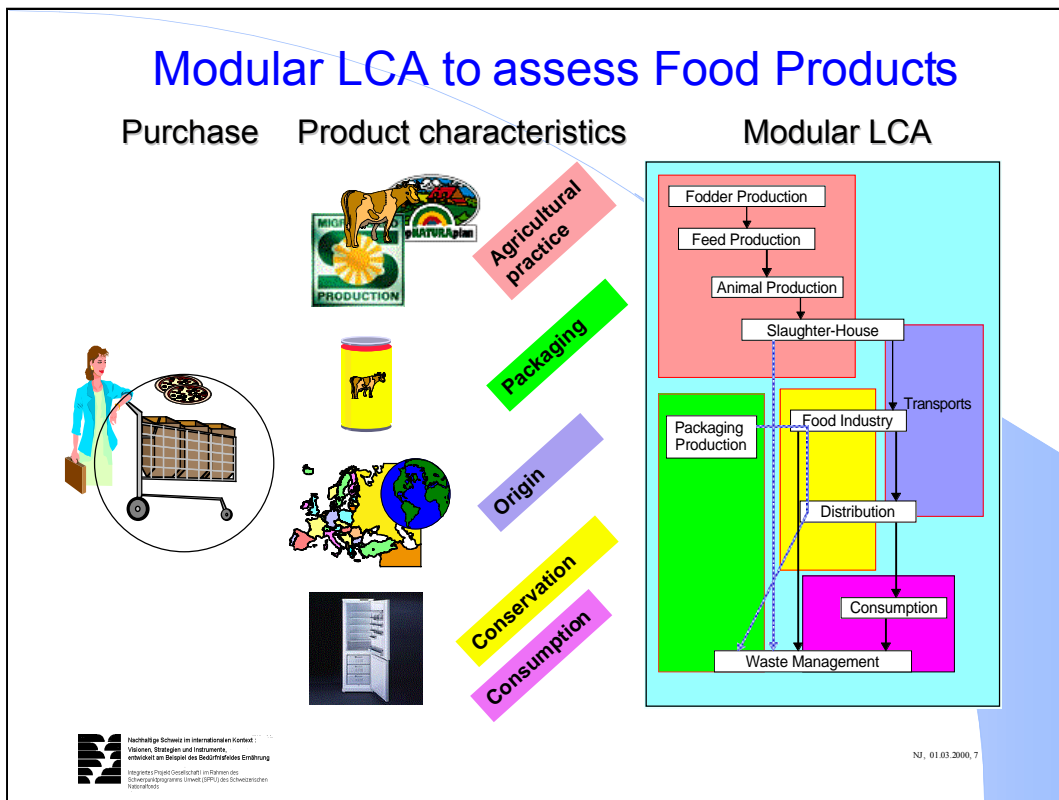 Modular LCA to assess Food Products
Purchase
Product characteristics
Modular LCA
MIGR
PRODUCTION
NATURAplan
Agricultural
practice
Packaging
Origin
Conservation
Consumption
Fodder Production
Feed Production
Animal Production
Slaughter-House
Transports
Food Industry
Packaging
Production
Distribution
Consumption
Waste Management
Nachhaltige Schweiz im internationalen Kontext :
Visionen, Strategien und Instrumente,
entwickelt am Beispiel des Bedürfnisfeldes Ernährung
Integriertes Projekt Gesellschaft I im Rahmen des
Schwerpunktprogramms Umwelt (SPPU) des Schweizerischen
Nationalfonds
NJ, 01.03.2000, 7